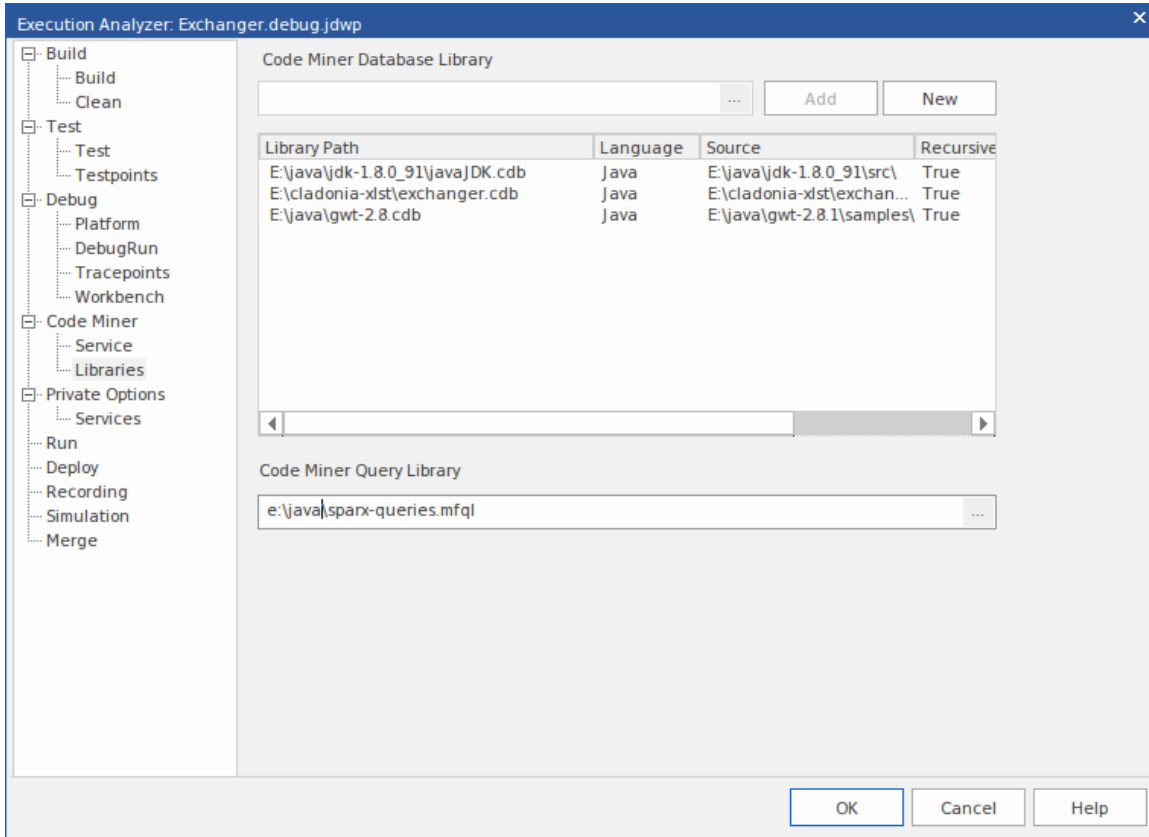 Execution Analyzer: Exchanger.debug.jdwp
Build
Build
Clean
Test
Test
Testpoints
Debug
Platform
DebugRun
Tracepoints
Workbench
Code Miner
Service
Libraries
Private Options
Services
Run
Deploy
Recording
Simulation
Merge
Code Miner Database Library
... Add New
Library Path Language Source Recursive
E:\java\jdk-1.8.0_91\javaJDK.cdb Java E:\java\jdk-1.8.0_91\src\ True
E:\cladonia-xlst\exchanger.cdb Java E:\cladonia-xlst\exchan... True
E:\java\gwt-2.8.cdb Java E:\java\gwt-2.8.1\samples\ True
Code Miner Query Library
e:\java\sparx-queries.mfql ...
OK Cancel Help